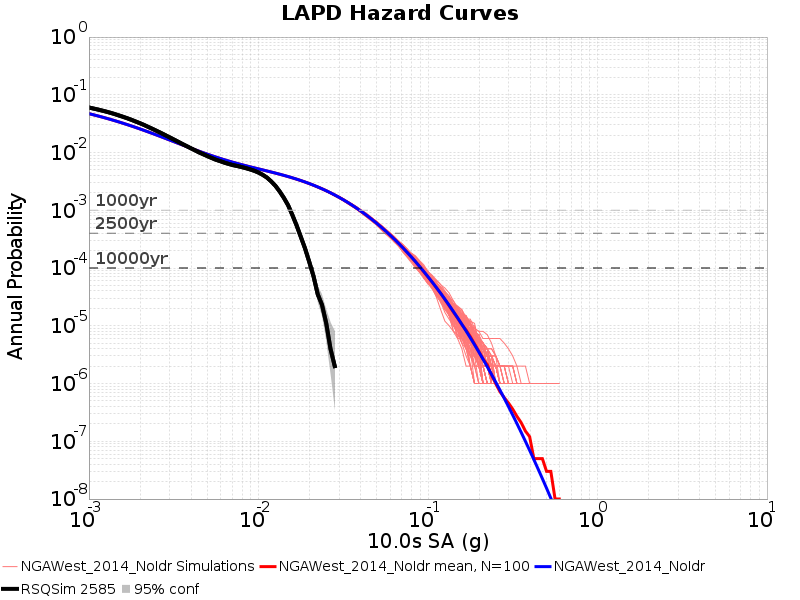 LAPD Hazard Curves
Annual Probability
10^0
10^-1
10^-2
10^-3
10^-4
10^-5
10^-6
10^-7
10^-8
1000yr
2500yr
10000yr
10^-3 10^-2 10^-1 10^0 10^1
10.0s SA (g)
NGAWest_2014_NoIdr Simulations NGAWest_2014_NoIdr mean, N=100 NGAWest_2014_NoIdr
RSQSim 2585 95% conf